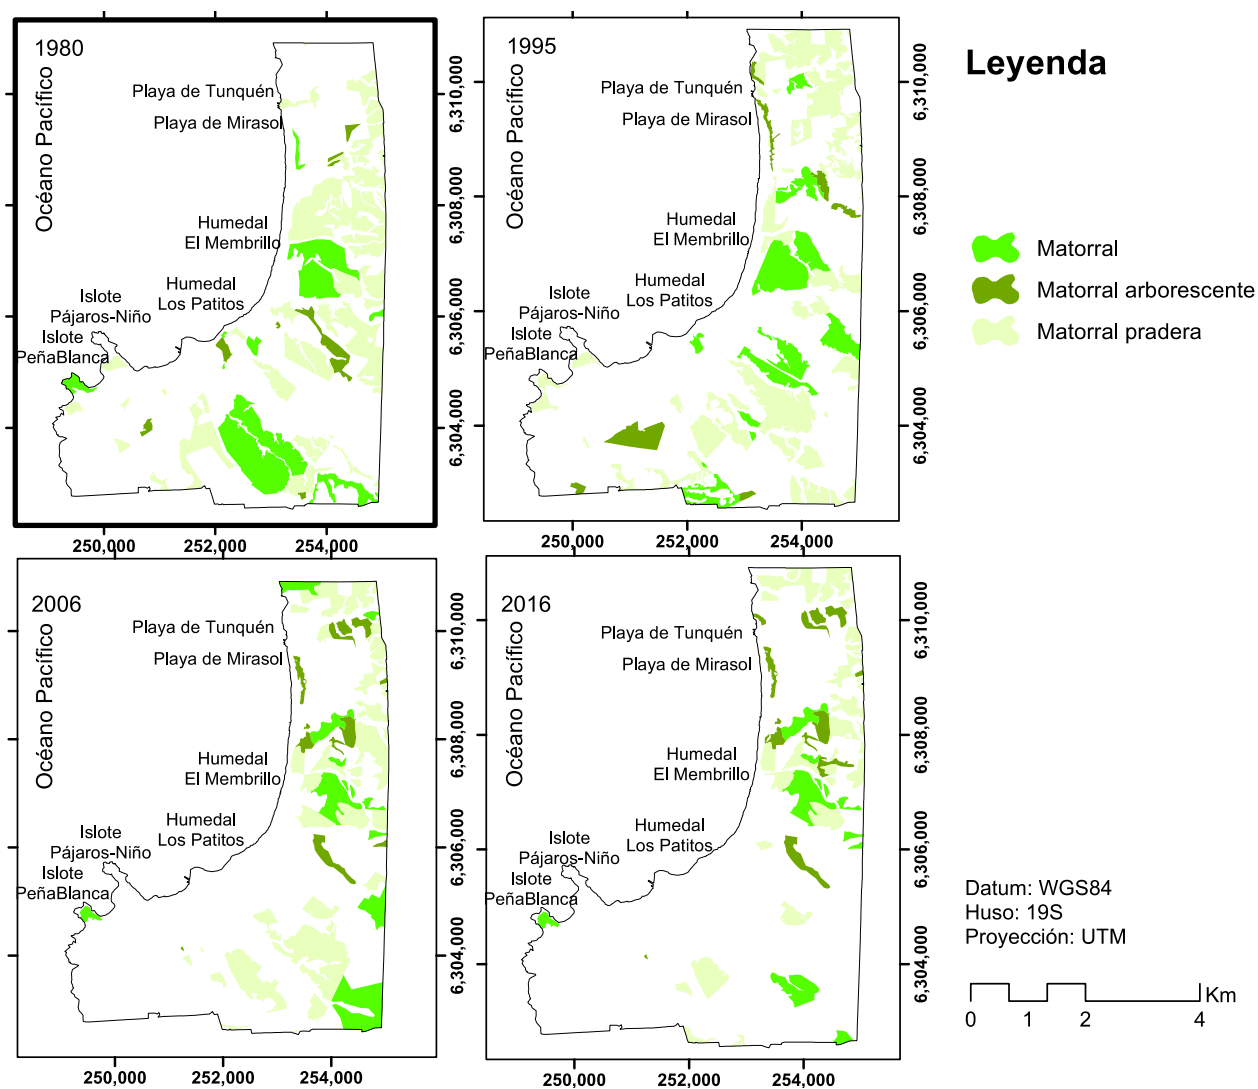 1980
Océano Pacífico
Playa de Tunquén
Playa de Mirasol
Humedal
El Membrillo
Humedal
Los Patitos
Islote
Pájaros-Niño
Islote
PeñaBlanca
6,310,000
6,308,000
6,306,000
6,304,000
250,000
252,000
254,000
1995
Océano Pacífico
Playa de Tunquén
Playa de Mirasol
Humedal
El Membrillo
Humedal
Los Patitos
Islote
Pájaros-Niño
Islote
PeñaBlanca
6,310,000
6,308,000
6,306,000
6,304,000
250,000
252,000
254,000
Leyenda
Matorral
Matorral arborescente
Matorral pradera
2006
Océano Pacífico
Playa de Tunquén
Playa de Mirasol
Humedal
El Membrillo
Humedal
Los Patitos
Islote
Pájaros-Niño
Islote
PeñaBlanca
6,310,000
6,308,000
6,306,000
6,304,000
250,000
252,000
254,000
2016
Océano Pacífico
Playa de Tunquén
Playa de Mirasol
Humedal
El Membrillo
Humedal
Los Patitos
Islote
Pájaros-Niño
Islote
PeñaBlanca
6,310,000
6,308,000
6,306,000
6,304,000
250,000
252,000
254,000
Datum: WGS84
Huso: 19S
Proyección: UTM
Km
0 1 2 4